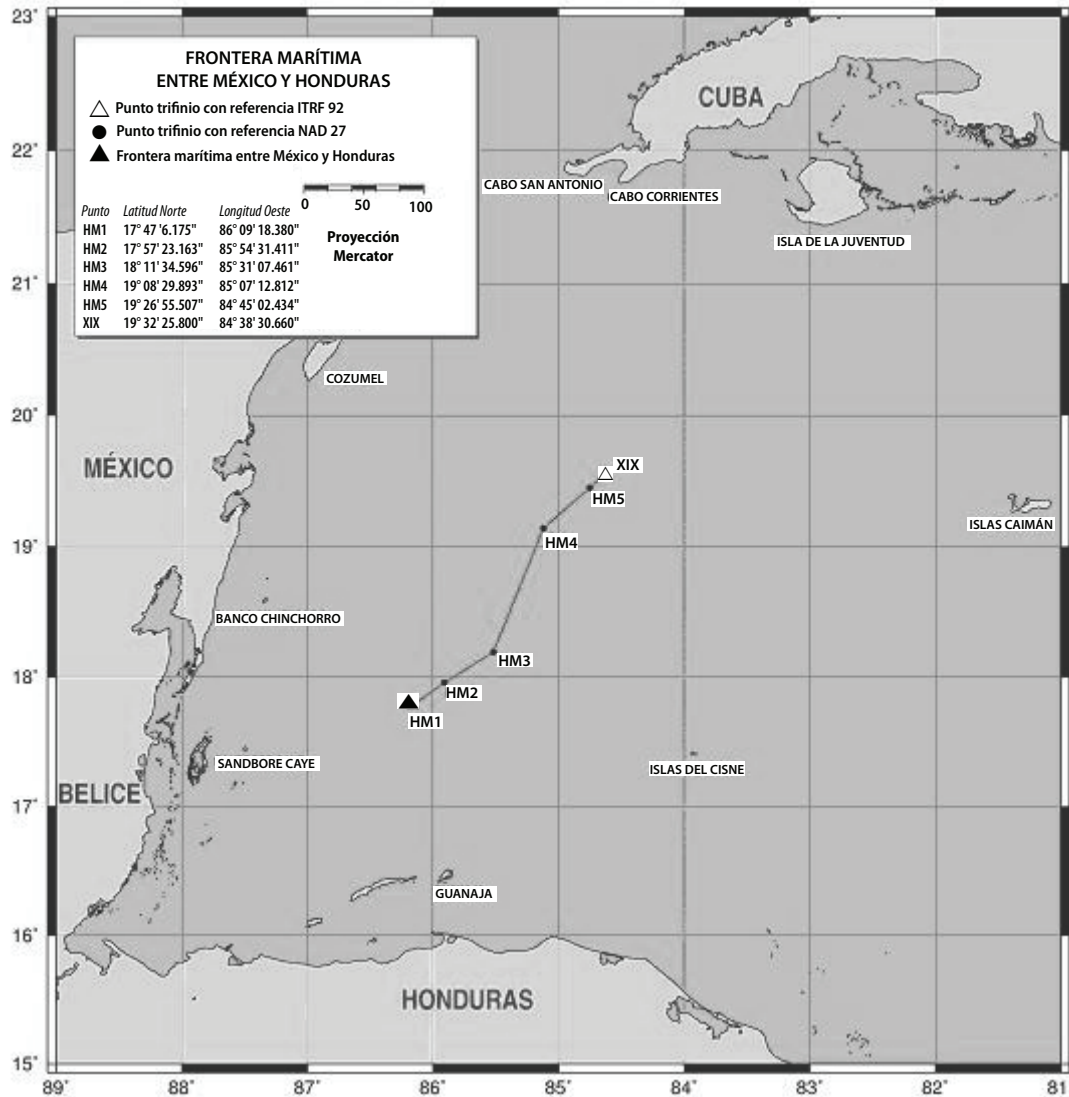 FRONTERA MARÍTIMA
ENTRE MÉXICO Y HONDURAS
Punto trifinio con referencia ITRF 92
Punto trifinio con referencia NAD 27
Frontera marítima entre México y Honduras
0 50 100
Proyección
Mercator
Punto Latitud Norte Longitud Oeste
HM1 17° 47 '6.175" 86° 09' 18.380"
HM2 17° 57' 23.163" 85° 54' 31.411"
HM3 18° 11' 34.596" 85° 31' 07.461"
HM4 19° 08' 29.893" 85° 07' 12.812"
HM5 19° 26' 55.507" 84° 45' 02.434"
XIX 19° 32' 25.800" 84° 38' 30.660"
23°
22°
21°
20°
19°
18°
17°
16°
15°
CUBA
CABO SAN ANTONIO
CABO CORRIENTES
ISLA DE LA JUVENTUD
COZUMEL
MÉXICO
XIX
HM5
ISLAS CAIMÁN
HM4
BANCO CHINCHORRO
HM3
HM2
HM1
SANDBORE CAYE
ISLAS DEL CISNE
BELICE
GUANAJA
HONDURAS
89° 88° 87° 86° 85° 84° 83° 82° 81